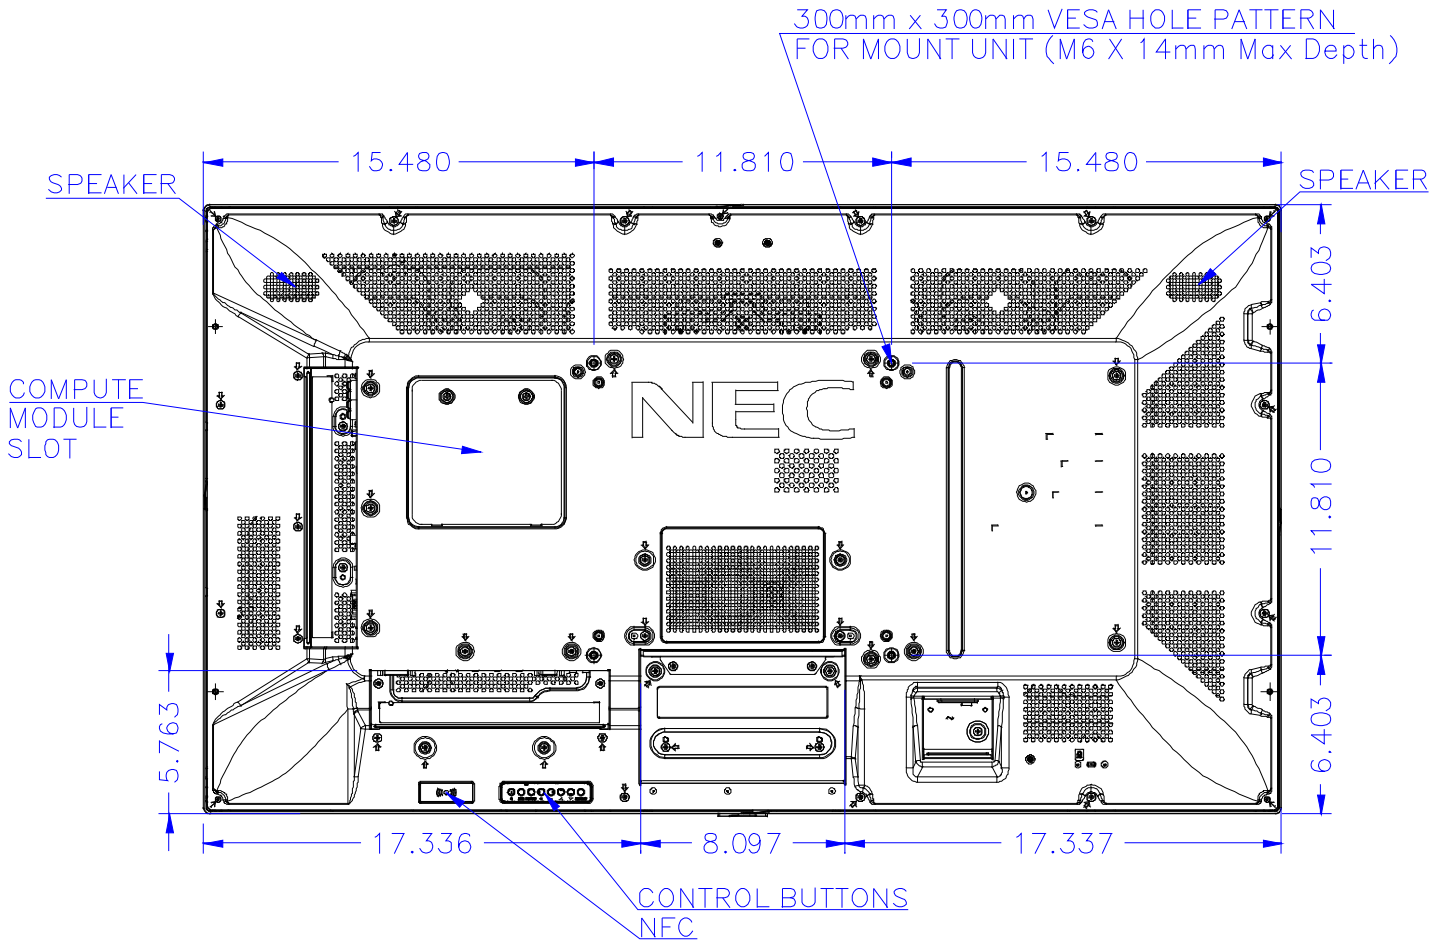 300mm x 300mm VESA HOLE PATTERN
FOR MOUNT UNIT (M6 X 14mm Max Depth)
15.480
11.810
15.480
SPEAKER
SPEAKER
6.403
COMPUTE
MODULE
SLOT
NEC
11.810
5.763
6.403
17.336
8.097
17.337
CONTROL BUTTONS
NFC